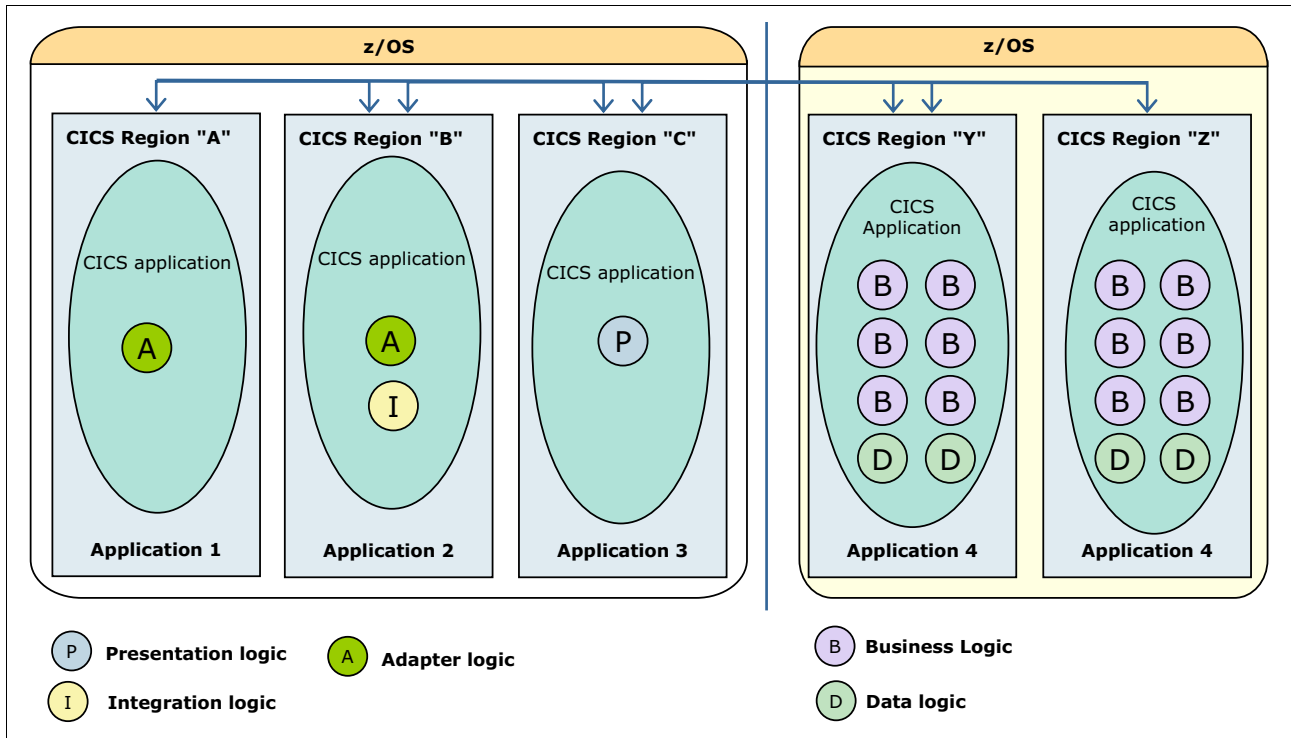 z/OS
CICS Region "A"
CICS application
A
Application 1
CICS Region "B"
CICS application
A
I
Application 2
CICS Region "C"
CICS application
P
Application 3
z/OS
CICS Region "Y"
CICS
Application
B B
B B
B B
D D
Application 4
CICS Region "Z"
CICS
application
B B
B B
B B
D D
Application 4
P Presentation logic
A Adapter logic
I Integration logic
B Business Logic
D Data logic